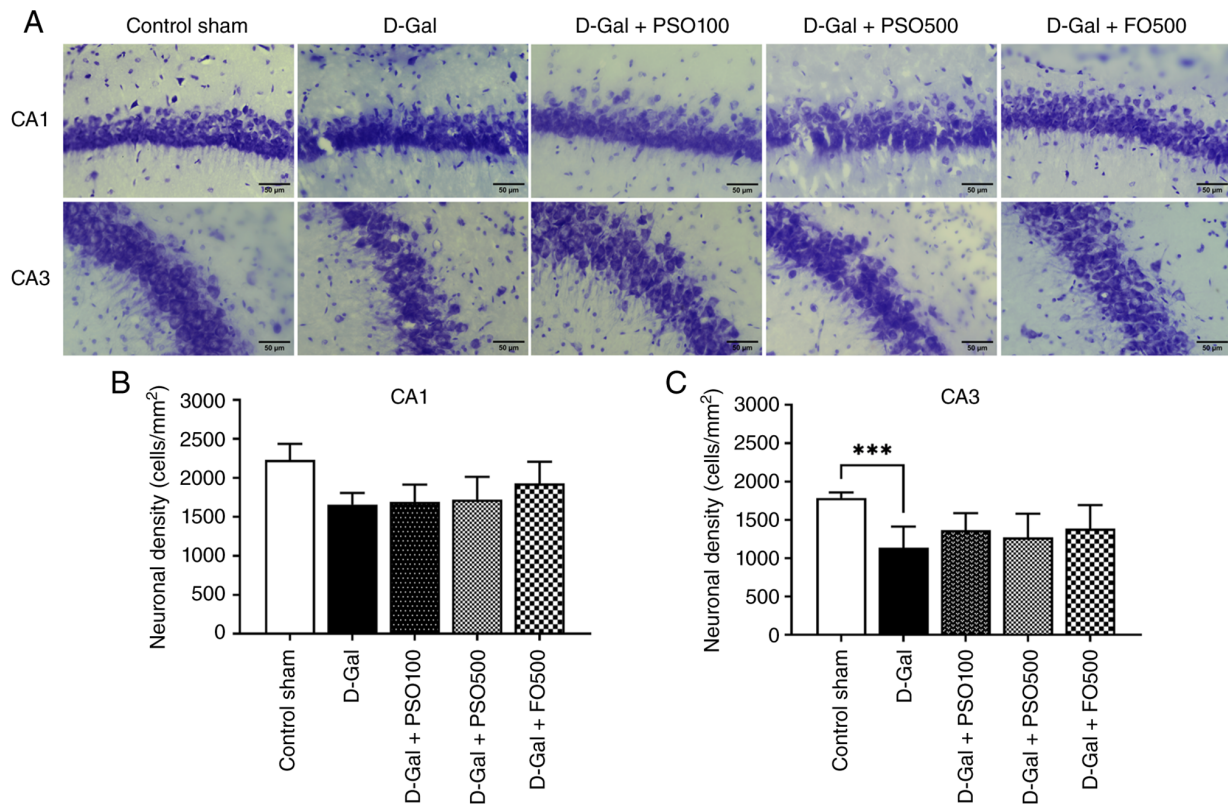 A
Control sham
D-Gal
D-Gal + PSO100
D-Gal + PSO500
D-Gal + FO500
CA1
50 µm
50 µm
50 µm
50 µm
50 µm
CA3
50 µm
50 µm
50 µm
50 µm
50 µm
B
CA1
Neuronal density (cells/mm²)
3000
2500
2000
1500
1000
500
0
Control sham
D-Gal
D-Gal + PSO100
D-Gal + PSO500
D-Gal + FO500
C
CA3
Neuronal density (cells/mm²)
3000
2500
2000
1500
1000
500
0
***
Control sham
D-Gal
D-Gal + PSO100
D-Gal + PSO500
D-Gal + FO500